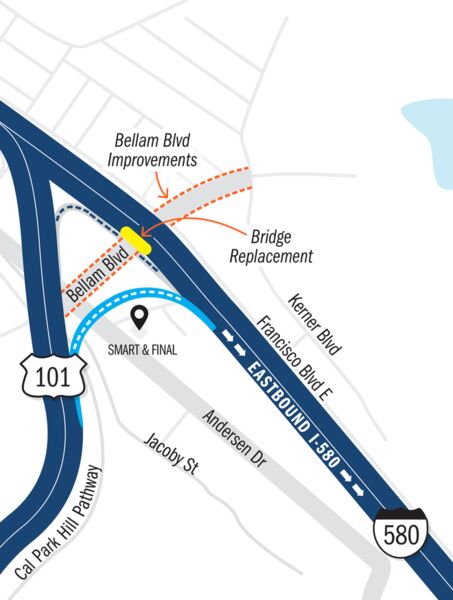 Bellam Blvd
Improvements
Bridge
Replacement
Bellam Blvd
SMART & FINAL
Kerner Blvd
Francisco Blvd E
EASTBOUND I-580
101
Andersen Dr
Jacoby St
Cal Park Hill Pathway
580